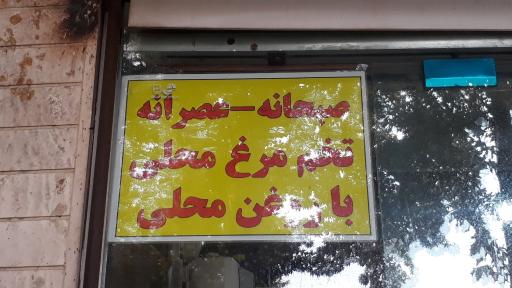 صبحانه-عصرانه
تخم مرغ محلی
با روغن محلی